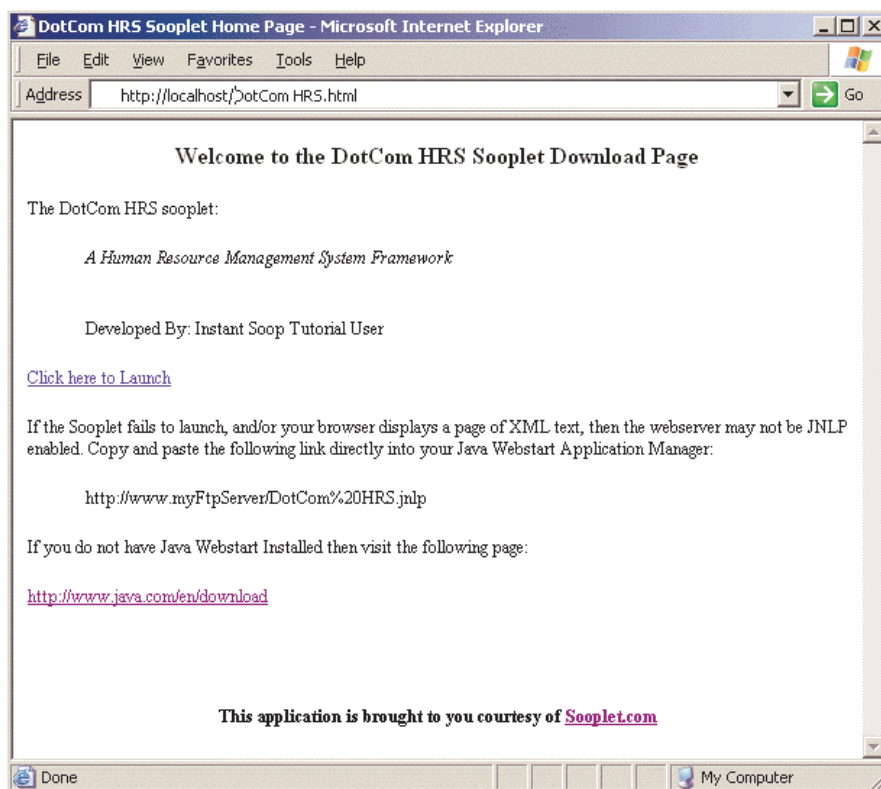 DotCom HRS Sooplet Home Page - Microsoft Internet Explorer
File Edit View Favorites Tools Help
Address http://localhost/DotCom HRS.html Go
Welcome to the DotCom HRS Sooplet Download Page
The DotCom HRS sooplet:
A Human Resource Management System Framework
Developed By: Instant Soop Tutorial User
Click here to Launch
If the Sooplet fails to launch, and/or your browser displays a page of XML text, then the webserver may not be JNLP
enabled. Copy and paste the following link directly into your Java Webstart Application Manager:
http://www.myFtpServer/DotCom%20HRS.jnlp
If you do not have Java Webstart Installed then visit the following page:
http://www.java.com/en/download
This application is brought to you courtesy of Sooplet.com
Done My Computer